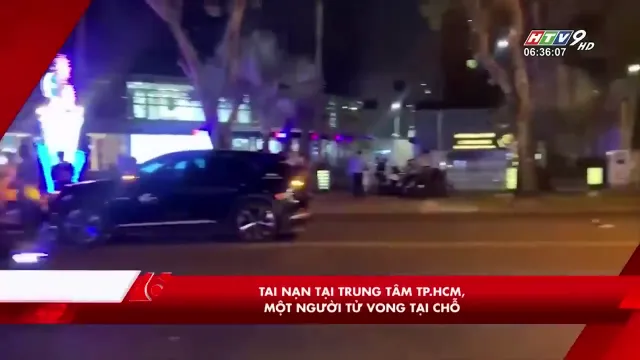 HTV9 HD
06:36:07
TAI NẠN TẠI TRUNG TÂM TP.HCM,
MỘT NGƯỜI TỬ VONG TẠI CHỖ